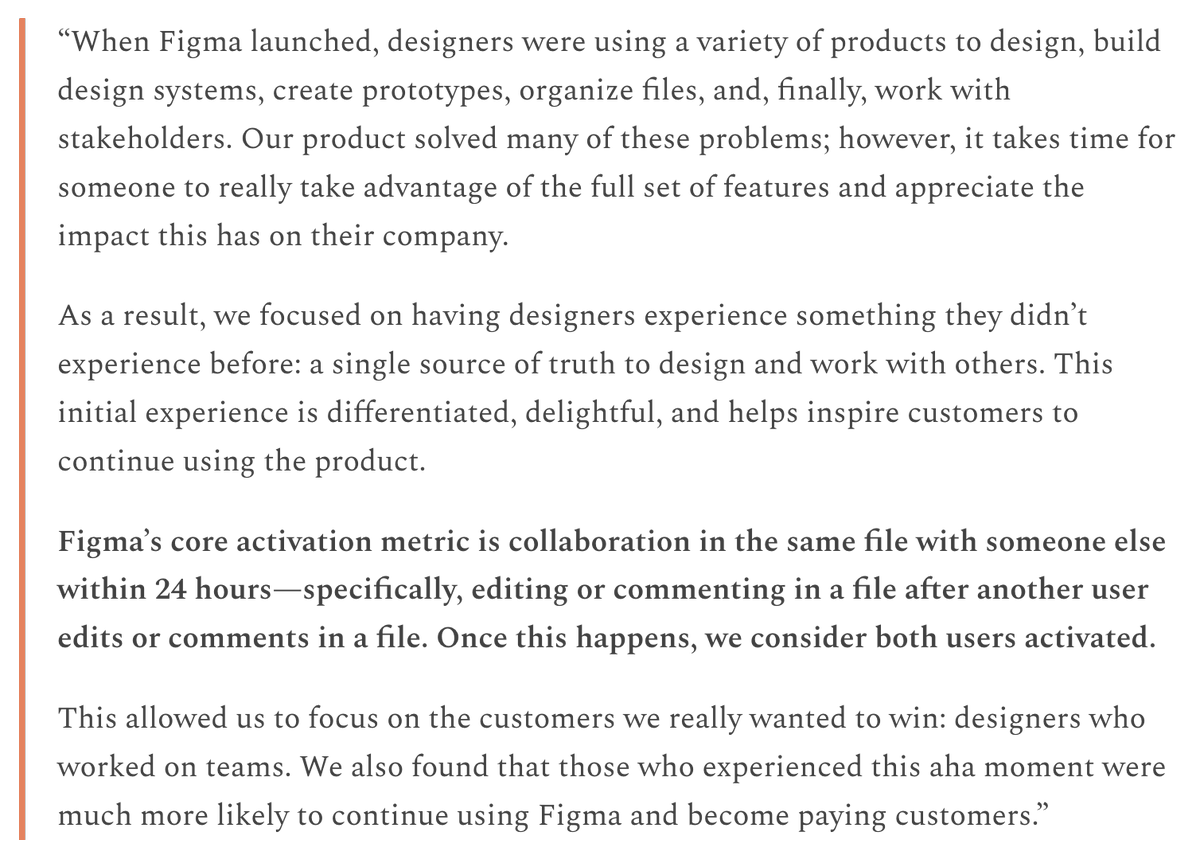 “When Figma launched, designers were using a variety of products to design, build
design systems, create prototypes, organize files, and, finally, work with
stakeholders. Our product solved many of these problems; however, it takes time for
someone to really take advantage of the full set of features and appreciate the
impact this has on their company.
As a result, we focused on having designers experience something they didn’t
experience before: a single source of truth to design and work with others. This
initial experience is differentiated, delightful, and helps inspire customers to
continue using the product.
Figma’s core activation metric is collaboration in the same file with someone else
within 24 hours—specifically, editing or commenting in a file after another user
edits or comments in a file. Once this happens, we consider both users activated.
This allowed us to focus on the customers we really wanted to win: designers who
worked on teams. We also found that those who experienced this aha moment were
much more likely to continue using Figma and become paying customers.”